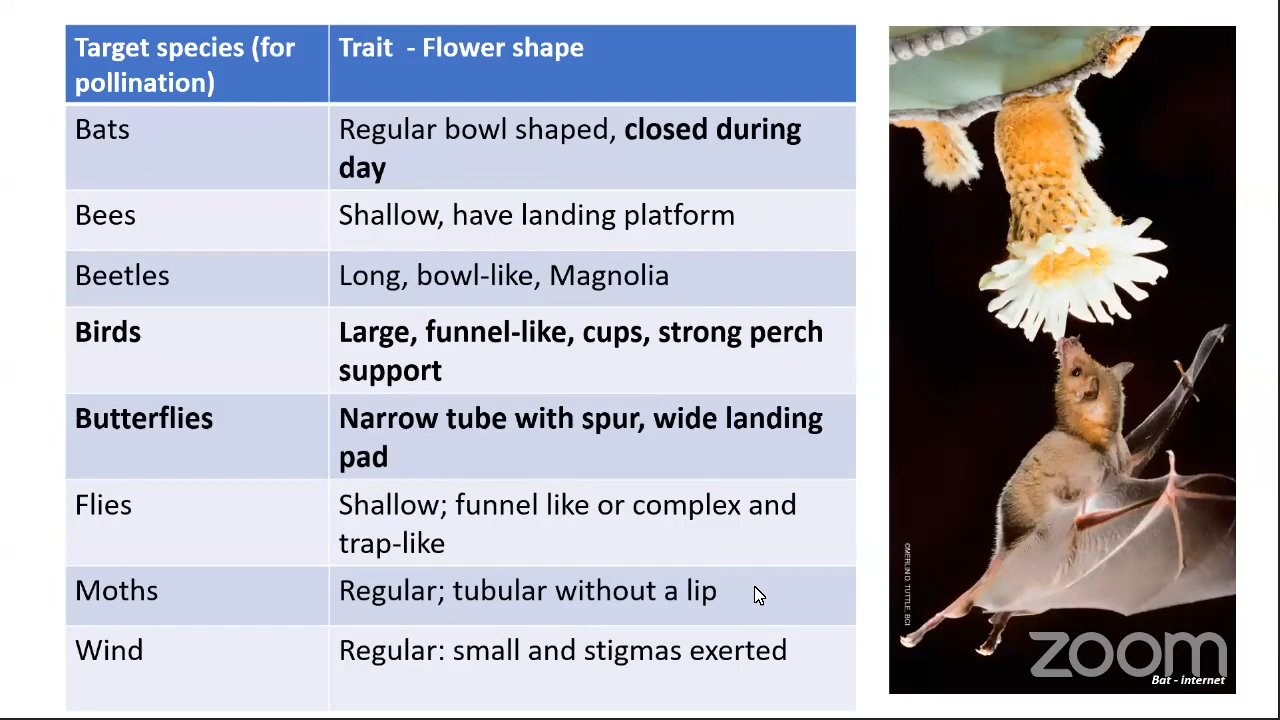 Target species (for
pollination)
Trait - Flower shape
Bats
Regular bowl shaped, closed during
day
Bees
Shallow, have landing platform
Beetles
Long, bowl-like, Magnolia
Birds
Large, funnel-like, cups, strong perch
support
Butterflies
Narrow tube with spur, wide landing
pad
Flies
Shallow; funnel like or complex and
trap-like
Moths
Regular; tubular without a lip
Wind
Regular: small and stigmas exerted
©MERLIN D. TUTTLE, BCI
zoom
Bat - internet